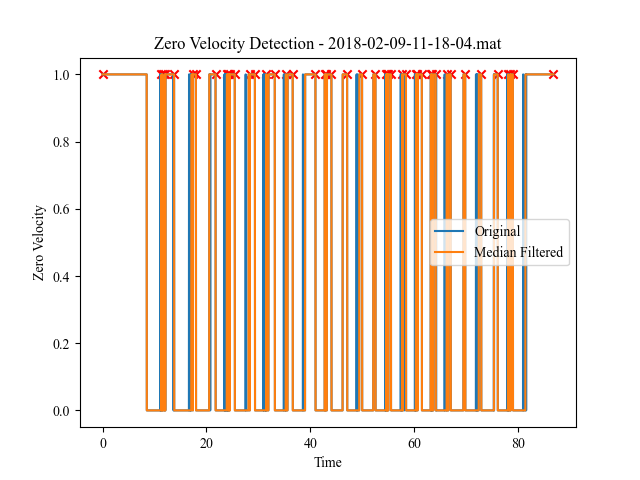 Zero Velocity Detection - 2018-02-09-11-18-04.mat
1.0
0.8
0.6
0.4
0.2
0.0
Zero Velocity
Original
Median Filtered
0
20
40
60
80
Time